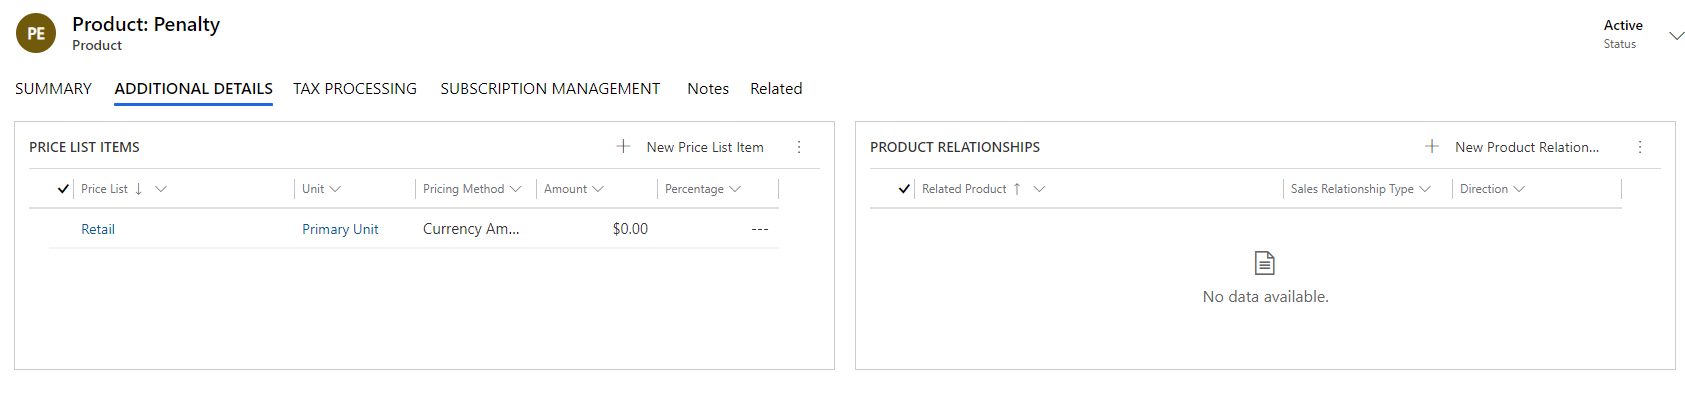 PE
Product: Penalty
Product
Active
Status
SUMMARY ADDITIONAL DETAILS TAX PROCESSING SUBSCRIPTION MANAGEMENT Notes Related
PRICE LIST ITEMS
New Price List Item
Price List Unit Pricing Method Amount Percentage
Retail Primary Unit Currency Am... $0.00 ---
PRODUCT RELATIONSHIPS
New Product Relation...
Related Product Sales Relationship Type Direction
No data available.